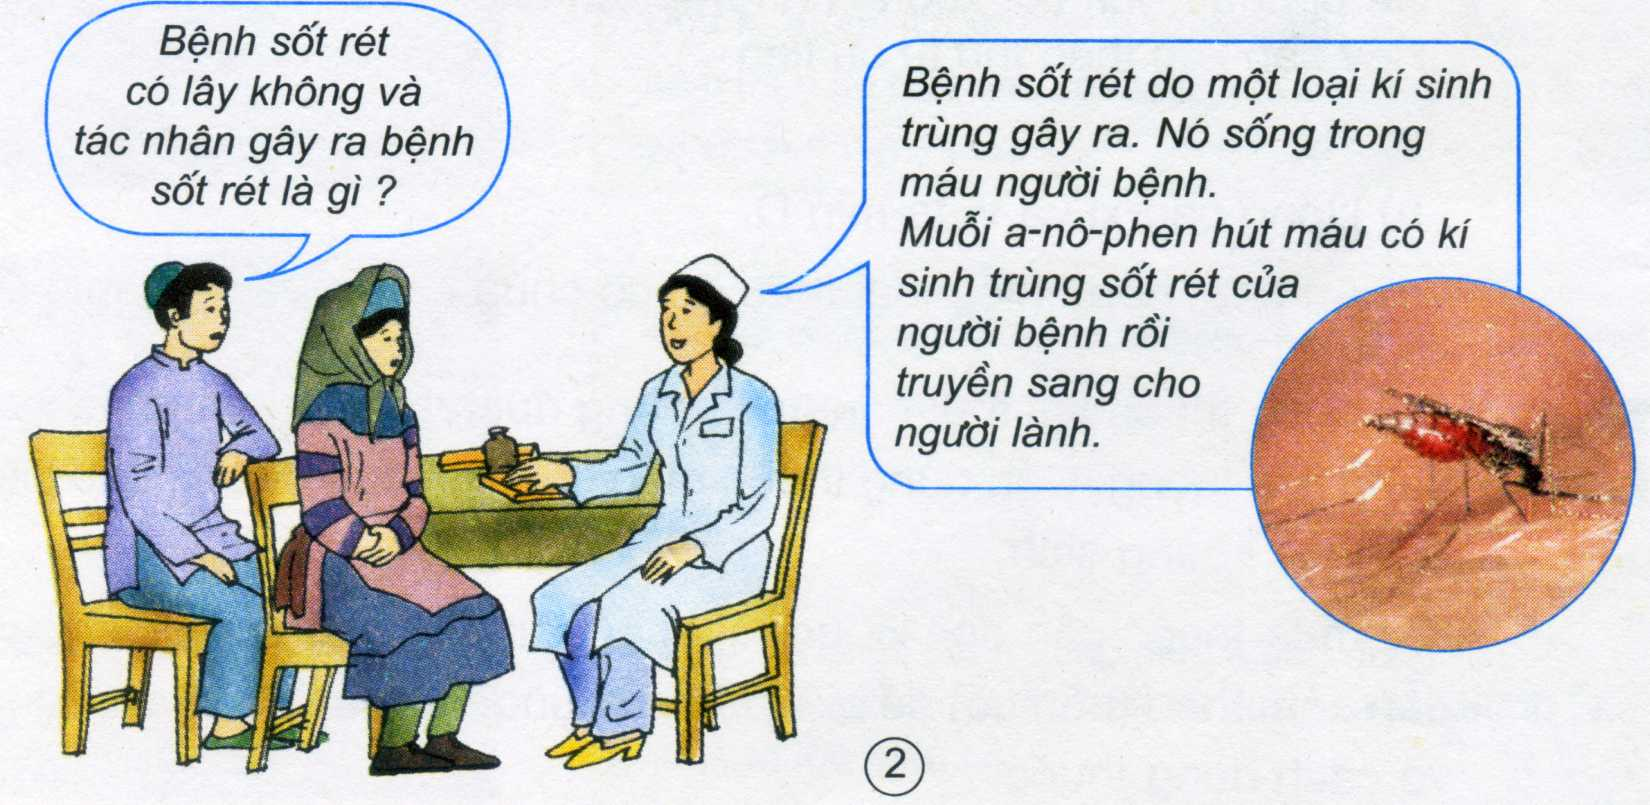 Bệnh sốt rét
có lây không và
tác nhân gây ra bệnh
sốt rét là gì ?
Bệnh sốt rét do một loại kí sinh
trùng gây ra. Nó sống trong
máu người bệnh.
Muỗi a-nô-phen hút máu có kí
sinh trùng sốt rét của
người bệnh rồi
truyền sang cho
người lành.
2